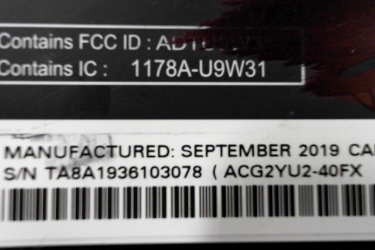 Contains FCC ID :
Contains IC : 1178A-U9W31
MANUFACTURED: SEPTEMBER 2019
S/N TA8A1936103078 ( ACG2YU2-40FX